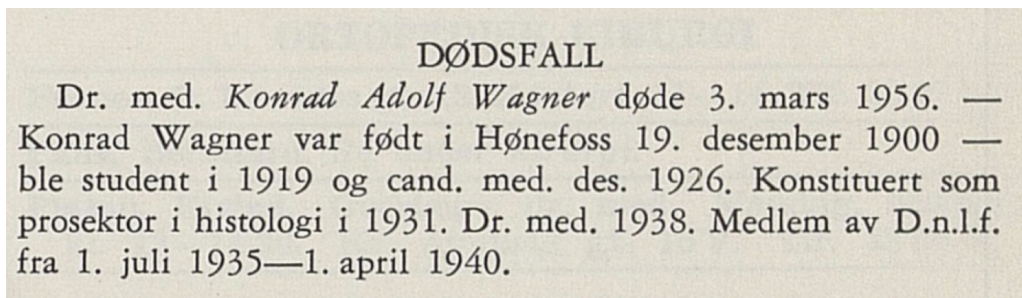 DØDSFALL
Dr. med. Konrad Adolf Wagner døde 3. mars 1956. —
Konrad Wagner var født i Hønefoss 19. desember 1900 —
ble student i 1919 og cand. med. des. 1926. Konstituert som
prosektor i histologi i 1931. Dr. med. 1938. Medlem av D.n.l.f.
fra 1. juli 1935—1. april 1940.